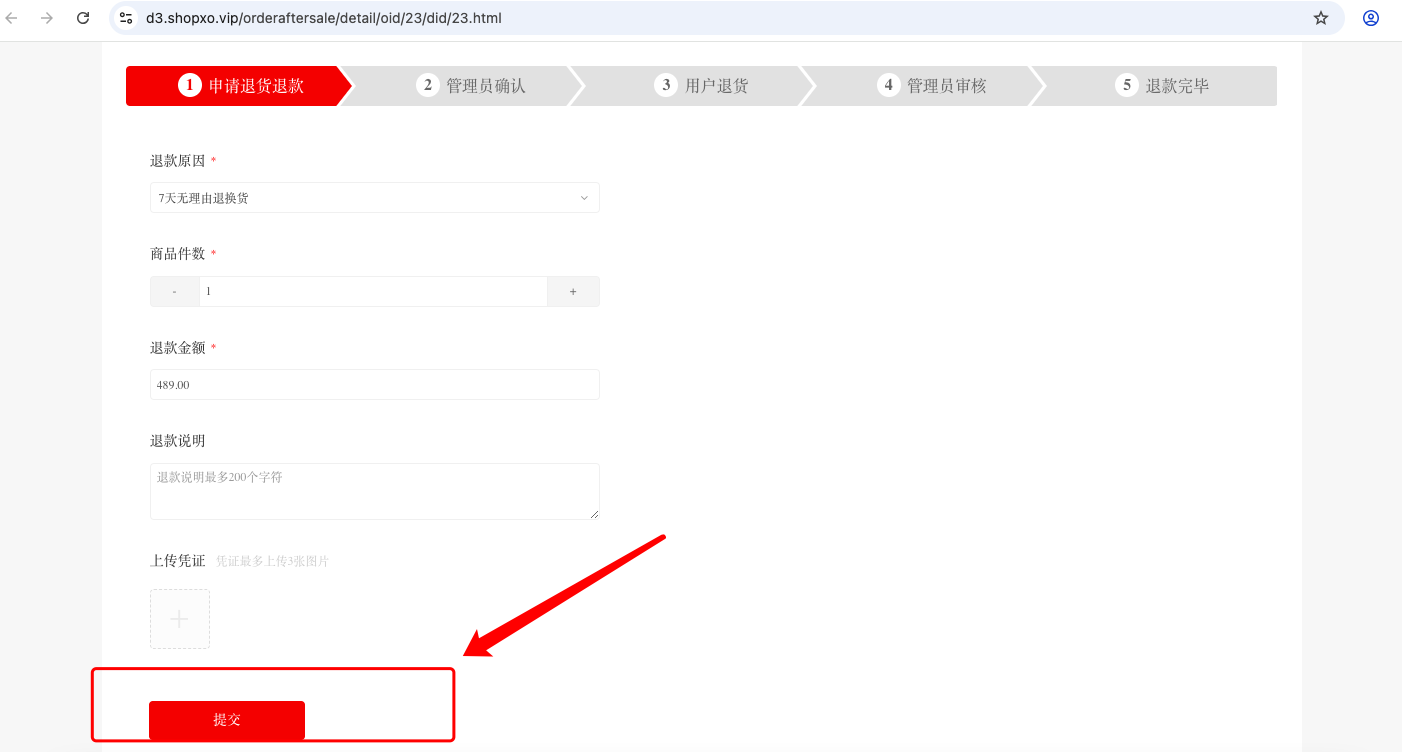 d3.shopxo.vip/orderaftersale/detail/oid/23/did/23.html
1 申请退货退款 2 管理员确认 3 用户退货 4 管理员审核 5 退款完毕
退款原因 *
7天无理由退换货
商品件数 *
- 1 +
退款金额 *
489.00
退款说明
退款说明最多200个字符
上传凭证 凭证最多上传3张图片
提交